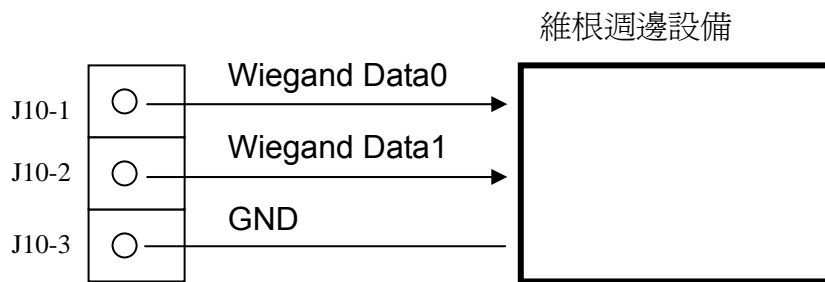 維根週邊設備
Wiegand Data0
J10-1
Wiegand Data1
J10-2
GND
J10-3